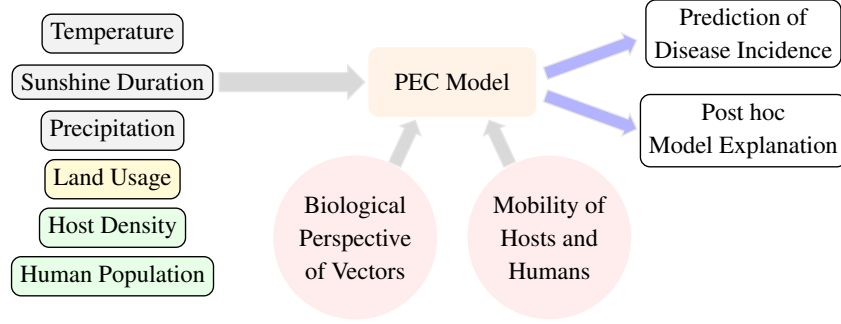 Temperature
Sunshine Duration
Precipitation
Land Usage
Host Density
Human Population
PEC Model
Biological
Perspective
of Vectors
Mobility of
Hosts and
Humans
Prediction of
Disease Incidence
Post hoc
Model Explanation